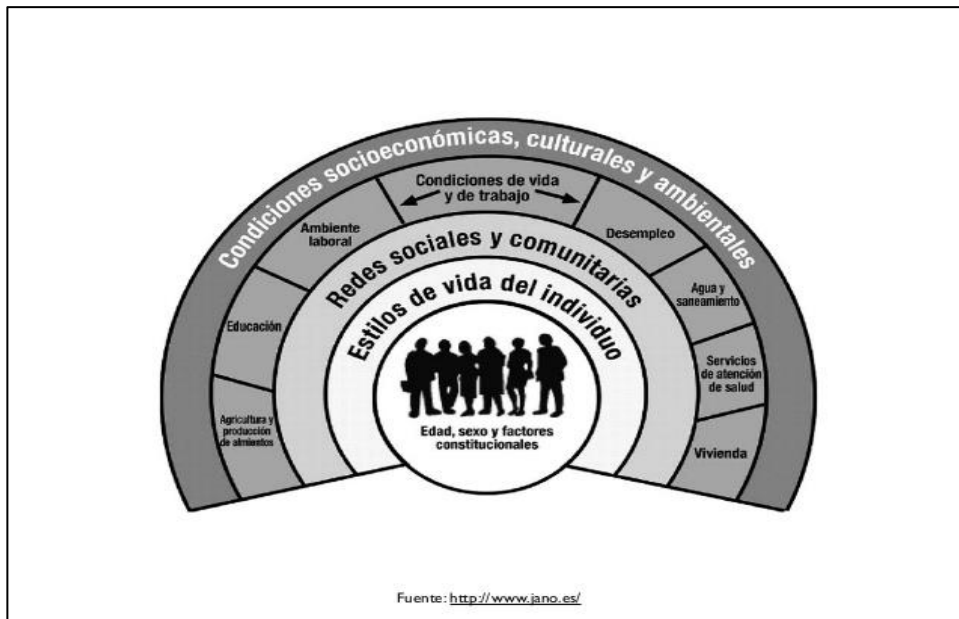 Condiciones socioeconómicas, culturales y ambientales
Condiciones de vida
y de trabajo
Ambiente
laboral
Desempleo
Redes sociales y comunitarias
Agua y
saneamiento
Estilos de vida del individuo
Educación
Servicios
de atención
de salud
Agricultura y
producción
de almientos
Edad, sexo y factores
constitucionales
Vivienda
Fuente: http://www.jano.es/